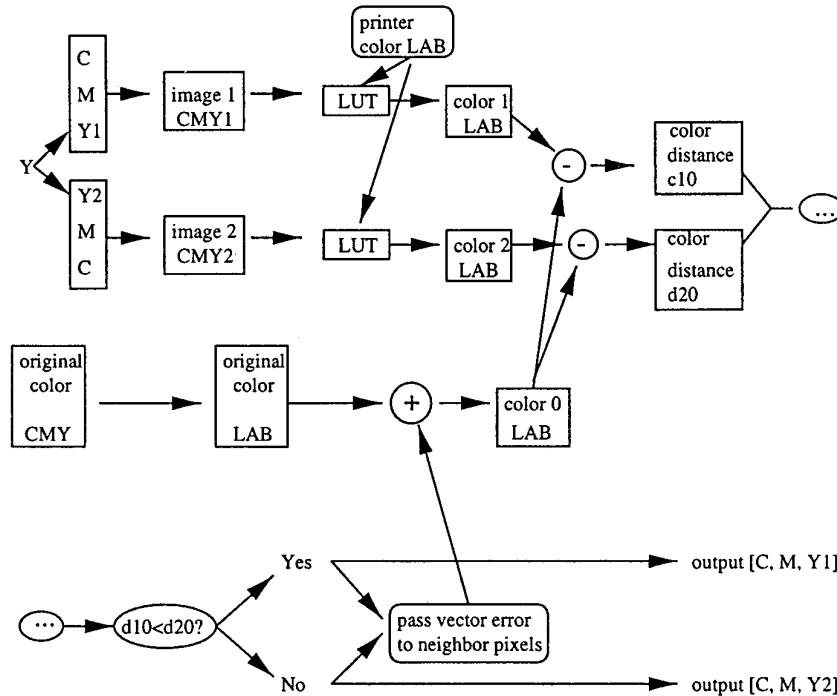 printer
color LAB
C
M
Y1
image 1
CMY1
LUT
color 1
LAB
-
color
distance
c10
Y
Y2
M
C
image 2
CMY2
LUT
color 2
LAB
-
color
distance
d20
...
original
color
CMY
original
color
LAB
+
color 0
LAB
Yes
output [C, M, Y1]
...
d10<d20?
pass vector error
to neighbor pixels
No
output [C, M, Y2]